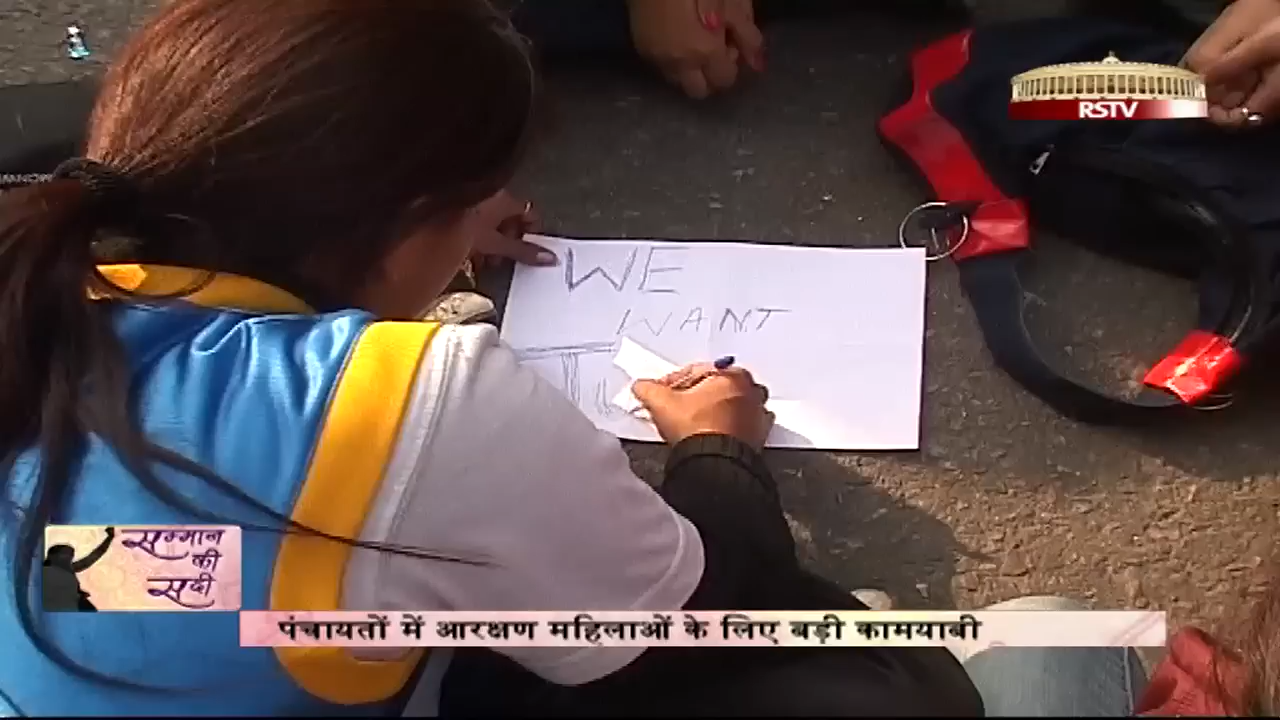 RSTV
WE
WANT
सम्मान
की
सदी
पंचायतों में आरक्षण महिलाओं के लिए बड़ी कामयाबी